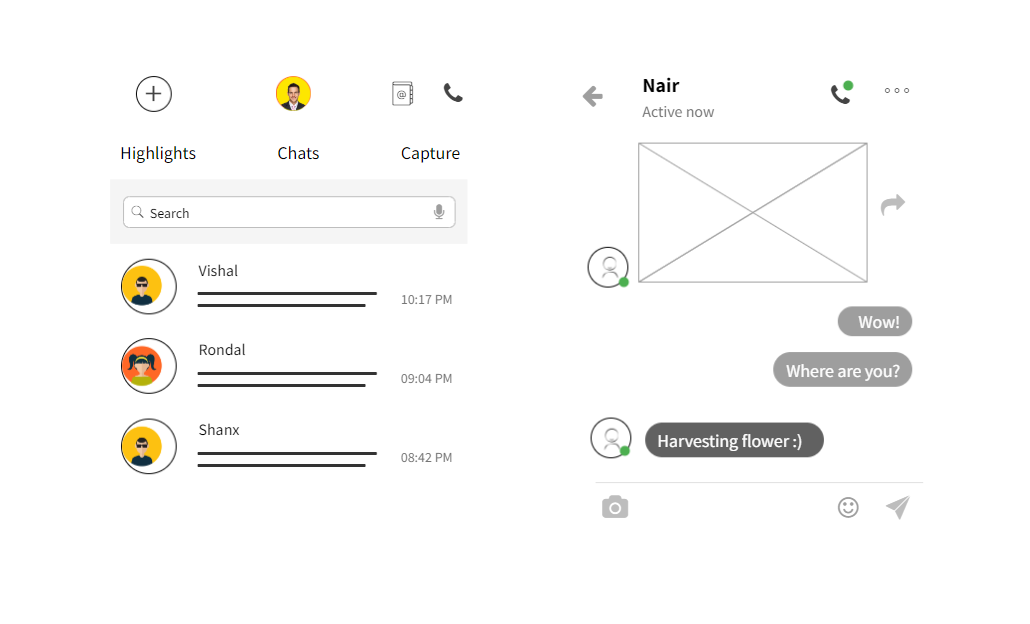 Highlights
Chats
Capture
Search
Vishal
10:17 PM
Rondal
09:04 PM
Shanx
08:42 PM
Nair
Active now
Wow!
Where are you?
Harvesting flower :)